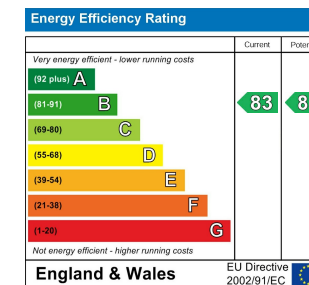 Energy Efficiency Rating
Current
Very energy efficient - lower running costs
(92 plus) A
(81-91) B 83
(69-80) C
(55-68) D
(39-54) E
(21-38) F
(1-20) G
Not energy efficient - higher running costs
England & Wales
EU Directive
2002/91/EC